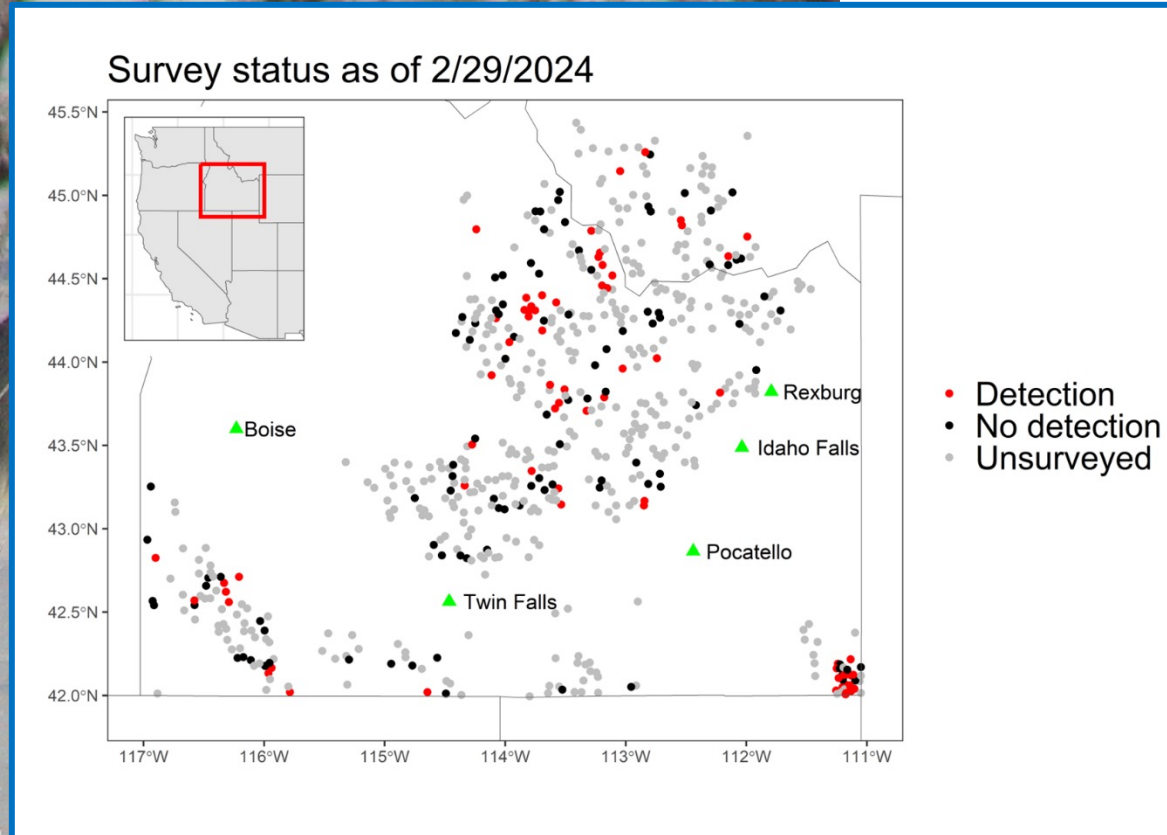 Survey status as of 2/29/2024
45.5°N
45.0°N
44.5°N
44.0°N
43.5°N
43.0°N
42.5°N
42.0°N
Rexburg
Boise
Idaho Falls
Pocatello
Twin Falls
117°W
116°W
115°W
114°W
113°W
112°W
111°W
Detection
No detection
Unsurveyed